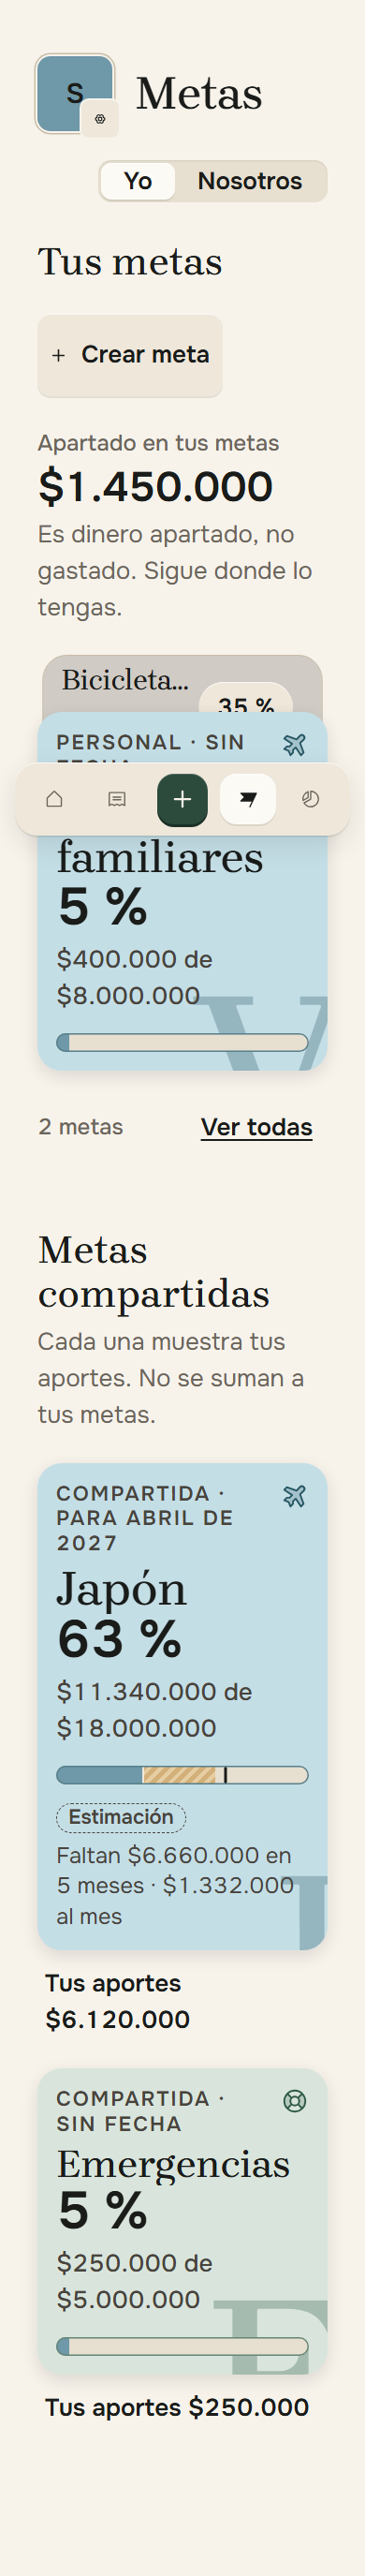 S
Metas
Yo
Nosotros
Tus metas
+ Crear meta
Apartado en tus metas
$1.450.000
Es dinero apartado, no
gastado. Sigue donde lo
tengas.
Bicicleta...
35 %
PERSONAL · SIN
familiares
5 %
$400.000 de
$8.000.000
V
2 metas
Ver todas
Metas
compartidas
Cada una muestra tus
aportes. No se suman a
tus metas.
COMPARTIDA ·
PARA ABRIL DE
2027
Japón
63 %
$11.340.000 de
$18.000.000
Estimación
Faltan $6.660.000 en
5 meses · $1.332.000
al mes
J
Tus aportes
$6.120.000
COMPARTIDA ·
SIN FECHA
Emergencias
5 %
$250.000 de
$5.000.000
E
Tus aportes $250.000